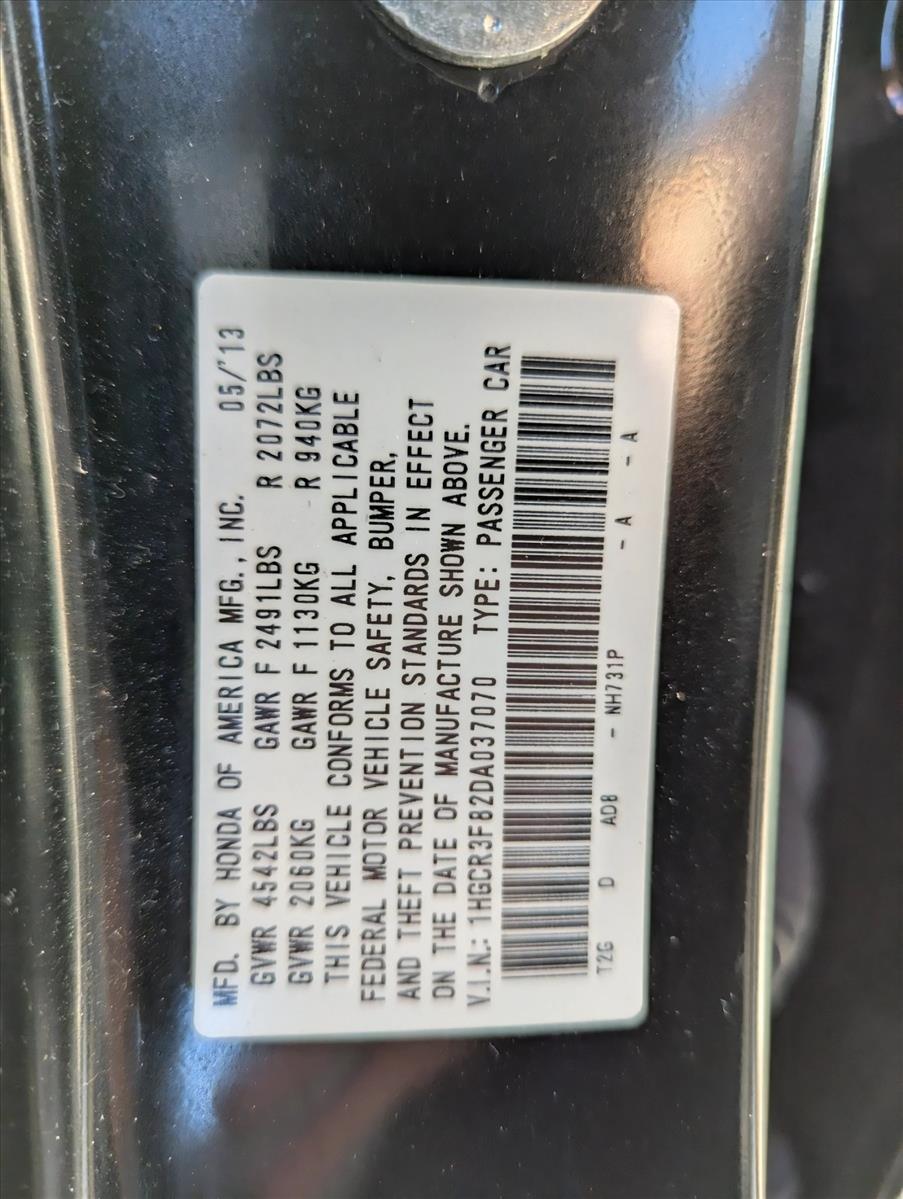 MFD. BY HONDA OF AMERICA MFG., INC. 05/'13
GVWR 4542LBS GAWR F 2491LBS R 2072LBS
GVWR 2060KG GAWR F 1130KG R 940KG
THIS VEHICLE CONFORMS TO ALL APPLICABLE
FEDERAL MOTOR VEHICLE SAFETY, BUMPER,
AND THEFT PREVENTION STANDARDS IN EFFECT
ON THE DATE OF MANUFACTURE SHOWN ABOVE.
V.I.N.: 1HGCR3F82DA037070 TYPE: PASSENGER CAR
T2G D AD8 - NH731P - A - A